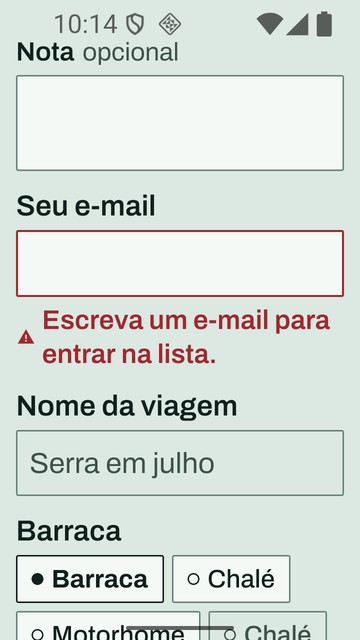 10:14
Nota opcional
Seu e-mail
Escreva um e-mail para
entrar na lista.
Nome da viagem
Serra em julho
Barraca
Barraca Chalé
Motorhome Chalé